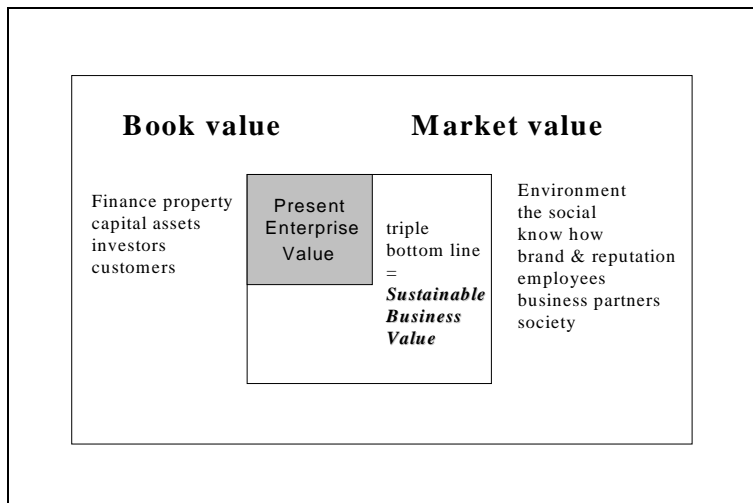 Book value
Market value
Finance property
capital assets
investors
customers
Present
Enterprise
Value
triple
bottom line
=
Sustainable
Business
Value
Environment
the social
know how
brand & reputation
employees
business partners
society